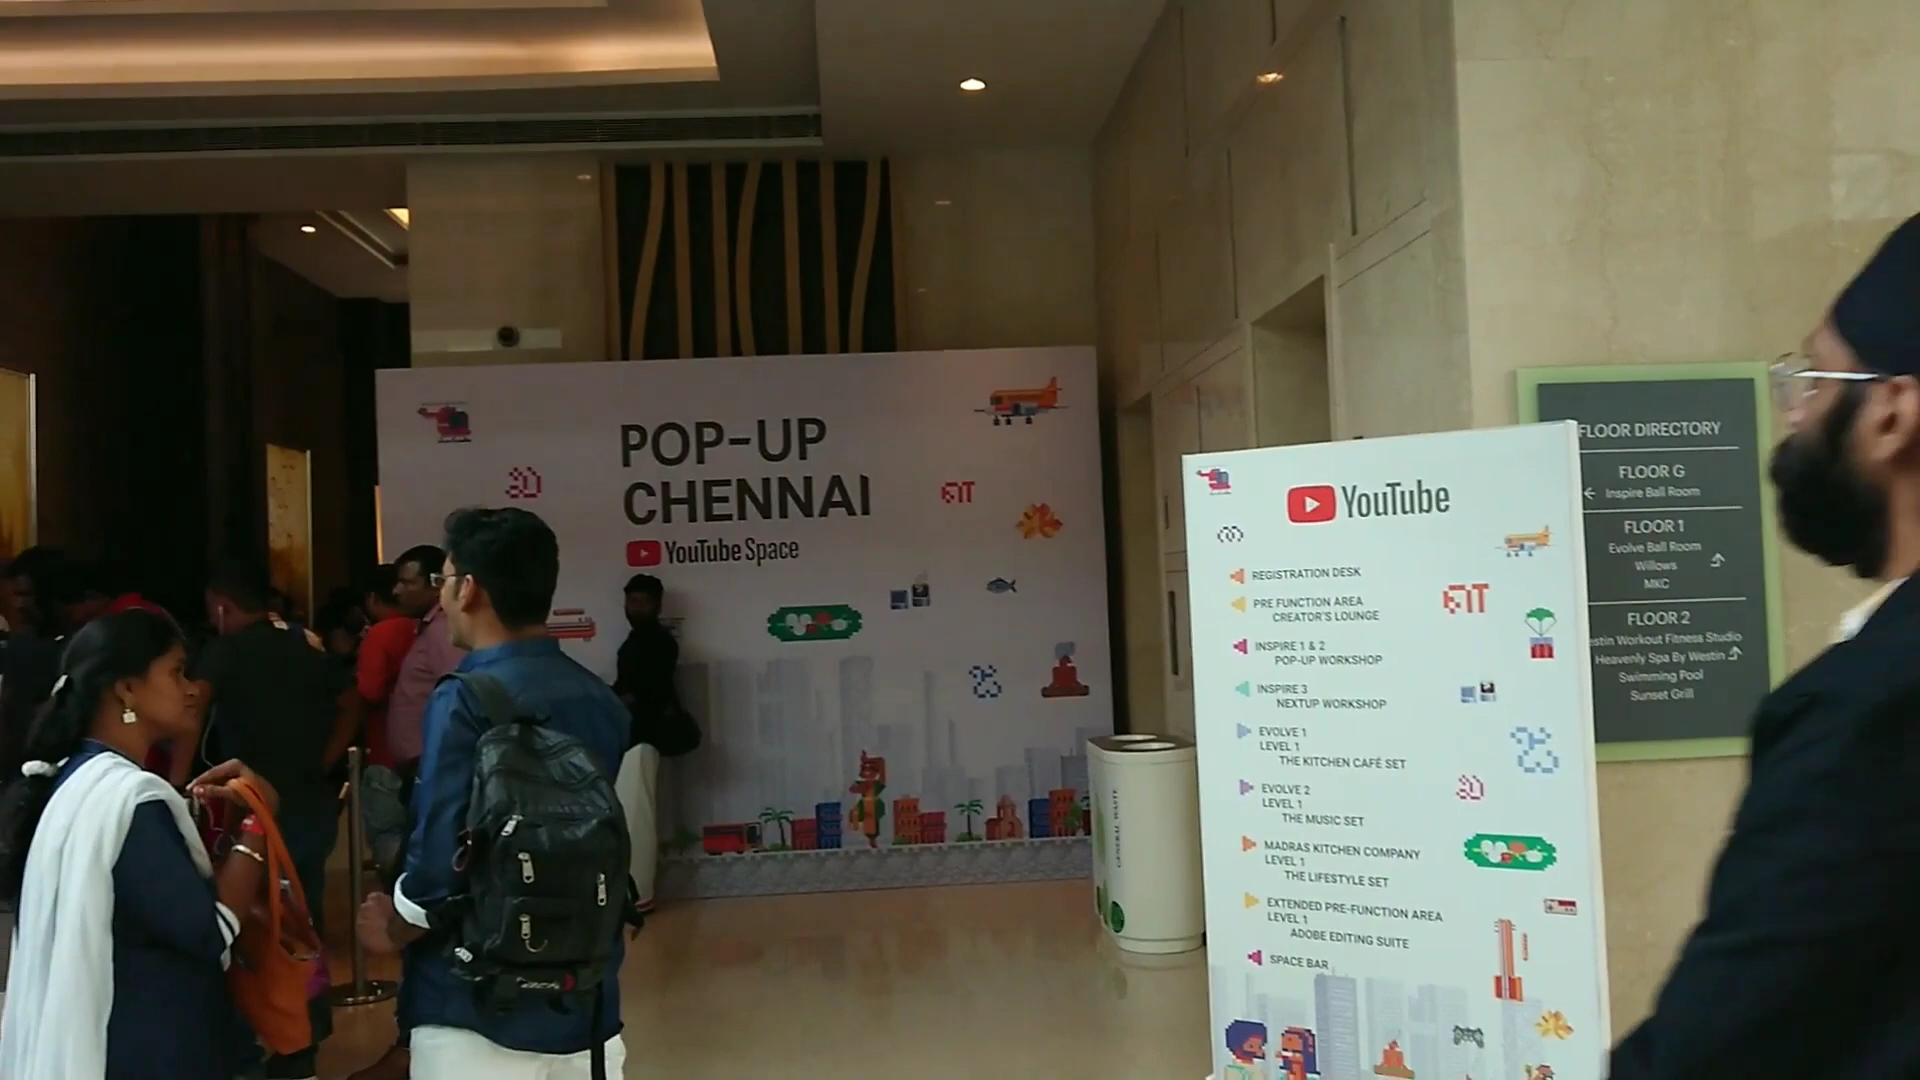 POP-UP
CHENNAI
YouTube Space
YouTube
REGISTRATION DESK
PRE FUNCTION AREA
CREATOR'S LOUNGE
INSPIRE 1 & 2
POP-UP WORKSHOP
INSPIRE 3
NEXTUP WORKSHOP
EVOLVE 1
LEVEL 1
THE KITCHEN CAFÉ SET
EVOLVE 2
LEVEL 1
THE MUSIC SET
MADRAS KITCHEN COMPANY
LEVEL 1
THE LIFESTYLE SET
EXTENDED PRE-FUNCTION AREA
LEVEL 1
ADOBE EDITING SUITE
SPACE BAR
FLOOR DIRECTORY
FLOOR G
Inspire Ball Room
FLOOR 1
Evolve Ball Room
Willows
MKC
FLOOR 2
estin Workout Fitness Studio
Heavenly Spa By Westin
Swimming Pool
Sunset Grill
GENERAL WASTE